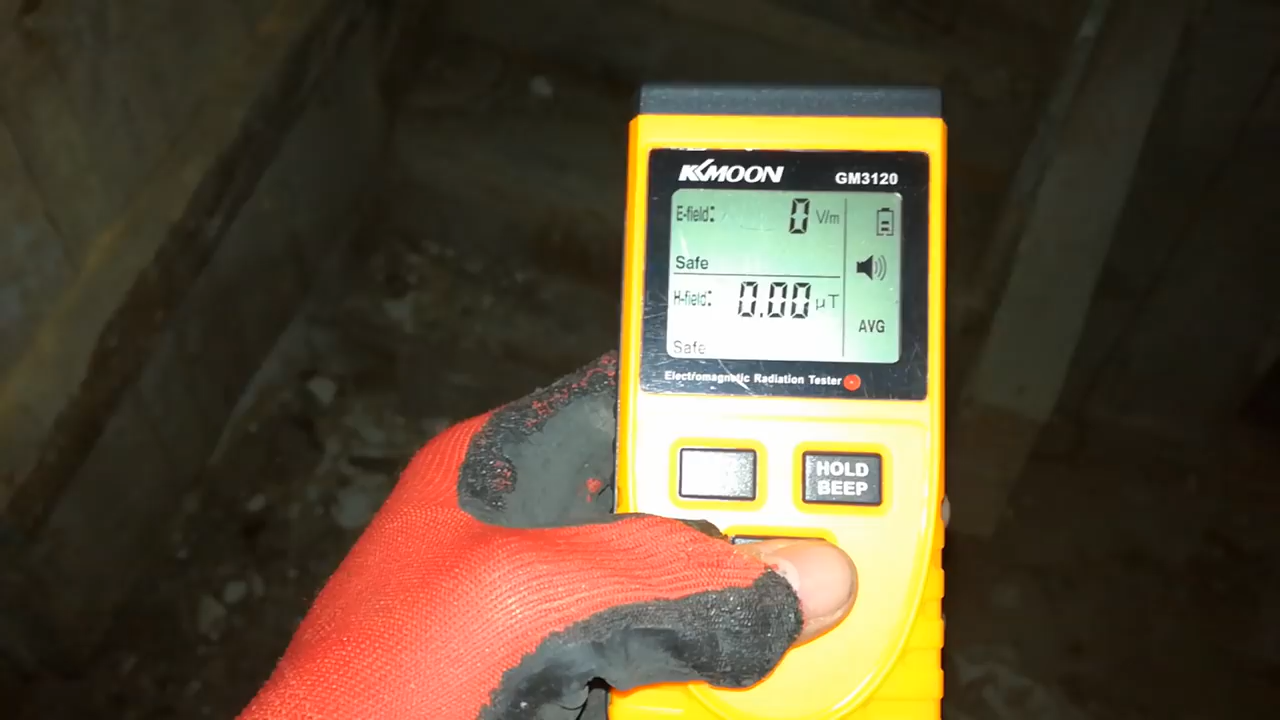 KKMOON GM3120
E-field: 0 V/m
Safe
H-field: 0.00 μT
AVG
Safe
Electromagnetic Radiation Tester
HOLD
BEEP